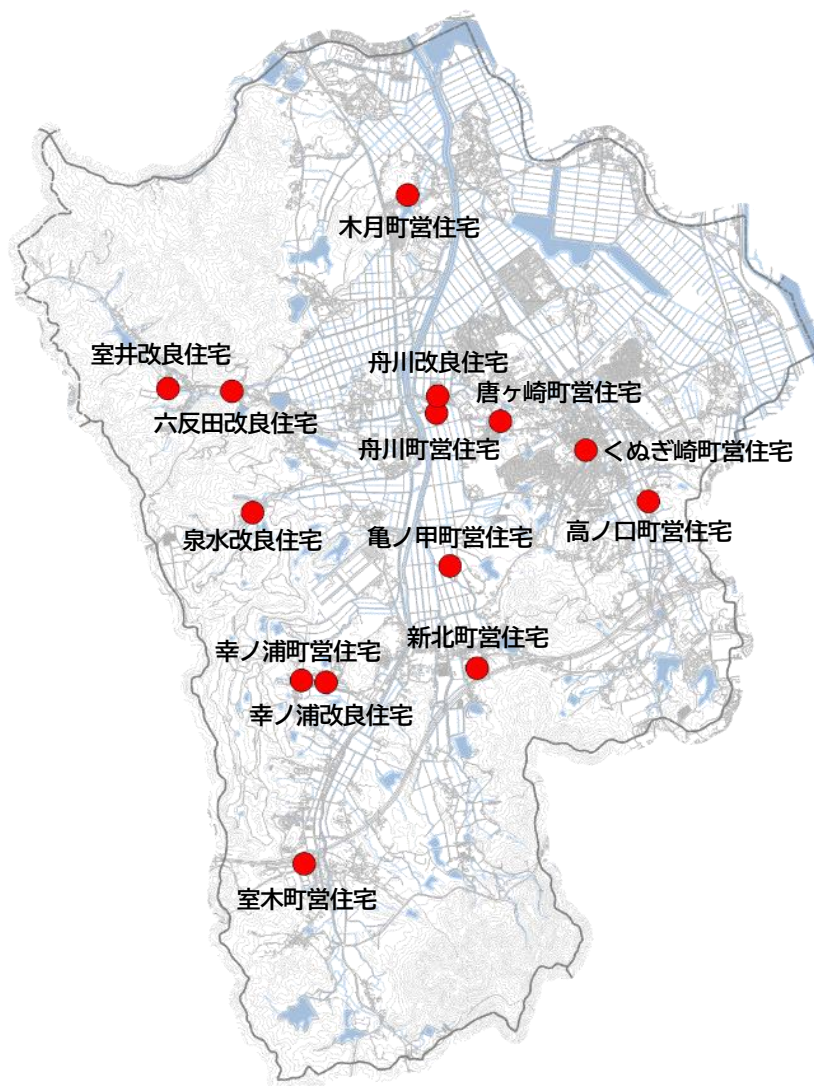 木月町営住宅
室井改良住宅
舟川改良住宅
唐ヶ崎町営住宅
六反田改良住宅
舟川町営住宅
くぬぎ崎町営住宅
泉水改良住宅
亀ノ甲町営住宅
高ノ口町営住宅
新北町営住宅
幸ノ浦町営住宅
幸ノ浦改良住宅
室木町営住宅